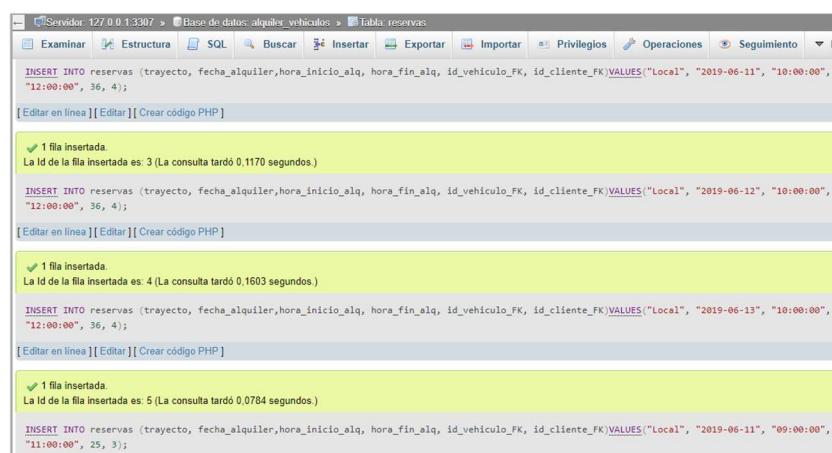 Servidor: 127.0.0.1:3307 » Base de datos: alquiler_vehiculos » Tabla: reservas
Examinar Estructura SQL Buscar Insertar Exportar Importar Privilegios Operaciones Seguimiento
INSERT INTO reservas (trayecto, fecha_alquiler,hora_inicio_alq, hora_fin_alq, id_vehiculo_FK, id_cliente_FK)VALUES("Local", "2019-06-11", "10:00:00",
"12:00:00", 36, 4);
[ Editar en línea ] [ Editar ] [ Crear código PHP ]
1 fila insertada.
La Id de la fila insertada es: 3 (La consulta tardó 0,1170 segundos.)
INSERT INTO reservas (trayecto, fecha_alquiler,hora_inicio_alq, hora_fin_alq, id_vehiculo_FK, id_cliente_FK)VALUES("Local", "2019-06-12", "10:00:00",
"12:00:00", 36, 4);
[ Editar en línea ] [ Editar ] [ Crear código PHP ]
1 fila insertada.
La Id de la fila insertada es: 4 (La consulta tardó 0,1603 segundos.)
INSERT INTO reservas (trayecto, fecha_alquiler,hora_inicio_alq, hora_fin_alq, id_vehiculo_FK, id_cliente_FK)VALUES("Local", "2019-06-13", "10:00:00",
"12:00:00", 36, 4);
[ Editar en línea ] [ Editar ] [ Crear código PHP ]
1 fila insertada.
La Id de la fila insertada es: 5 (La consulta tardó 0,0784 segundos.)
INSERT INTO reservas (trayecto, fecha_alquiler,hora_inicio_alq, hora_fin_alq, id_vehiculo_FK, id_cliente_FK)VALUES("Local", "2019-06-11", "09:00:00",
"11:00:00", 25, 3);